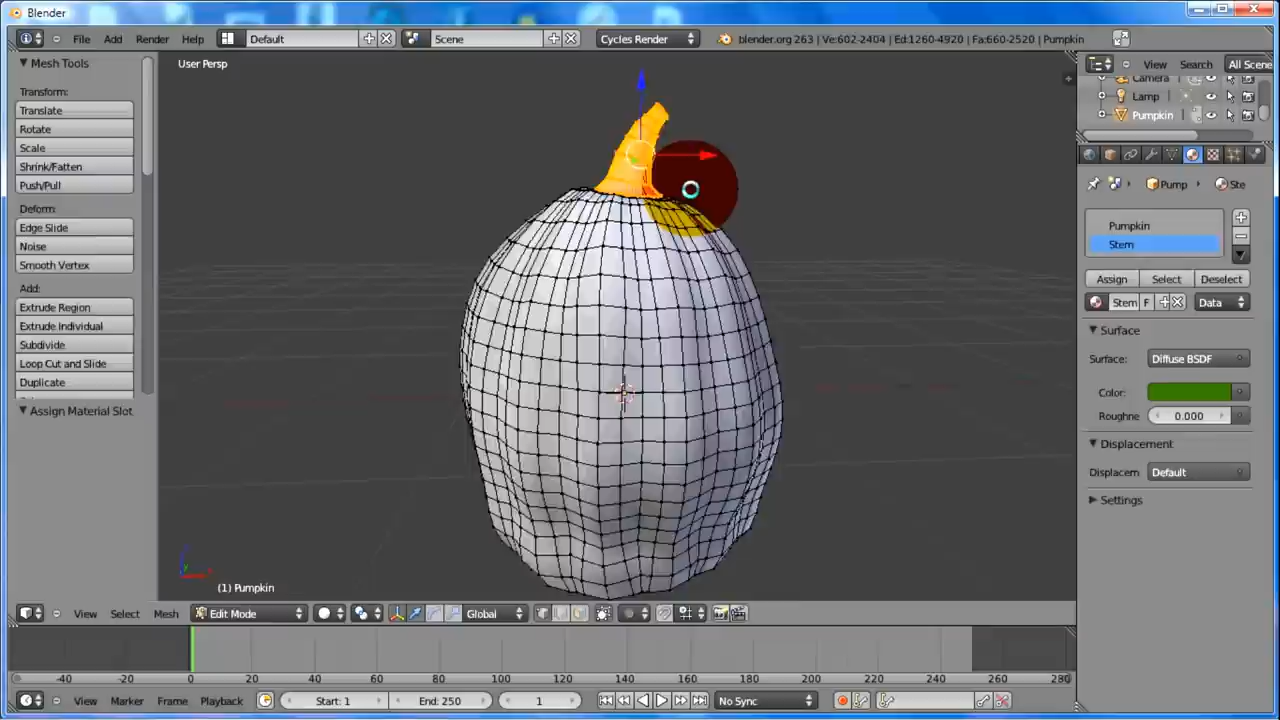 Blender
File Add Render Help Default Scene Cycles Render blender.org 263 | Ve:602-2404 | Ed:1260-4920 | Fa:660-2520 | Pumpkin
Mesh Tools
Transform:
Translate
Rotate
Scale
Shrink/Fatten
Push/Pull
Deform:
Edge Slide
Noise
Smooth Vertex
Add:
Extrude Region
Extrude Individual
Subdivide
Loop Cut and Slide
Duplicate
Assign Material Slot
User Persp
(1) Pumpkin
View Search All Scene
Camera
Lamp
Pumpkin
Pump Ste
Pumpkin
Stem
Assign Select Deselect
Stem F Data
Surface
Surface: Diffuse BSDF
Color:
Roughne 0.000
Displacement
Displacem Default
Settings
View Select Mesh Edit Mode Global
-40 -20 0 20 40 60 80 100 120 140 160 180 200 220 240 260 280
View Marker Frame Playback Start: 1 End: 250 1 No Sync